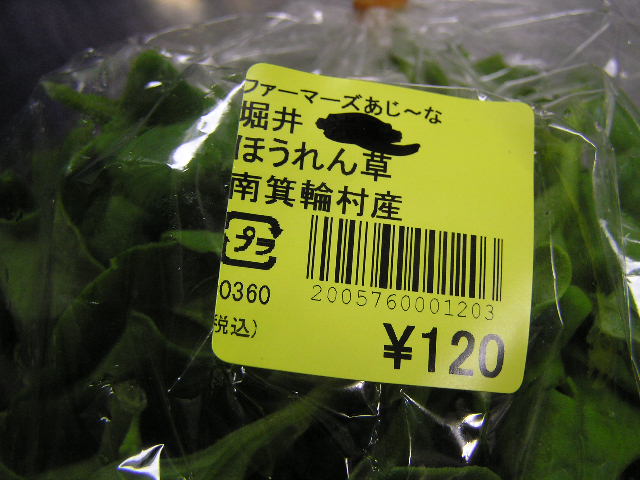 ファーマーズあじ〜な
堀井
ほうれん草
南箕輪村産
プラ
2005760001203
0360
税込)
¥120